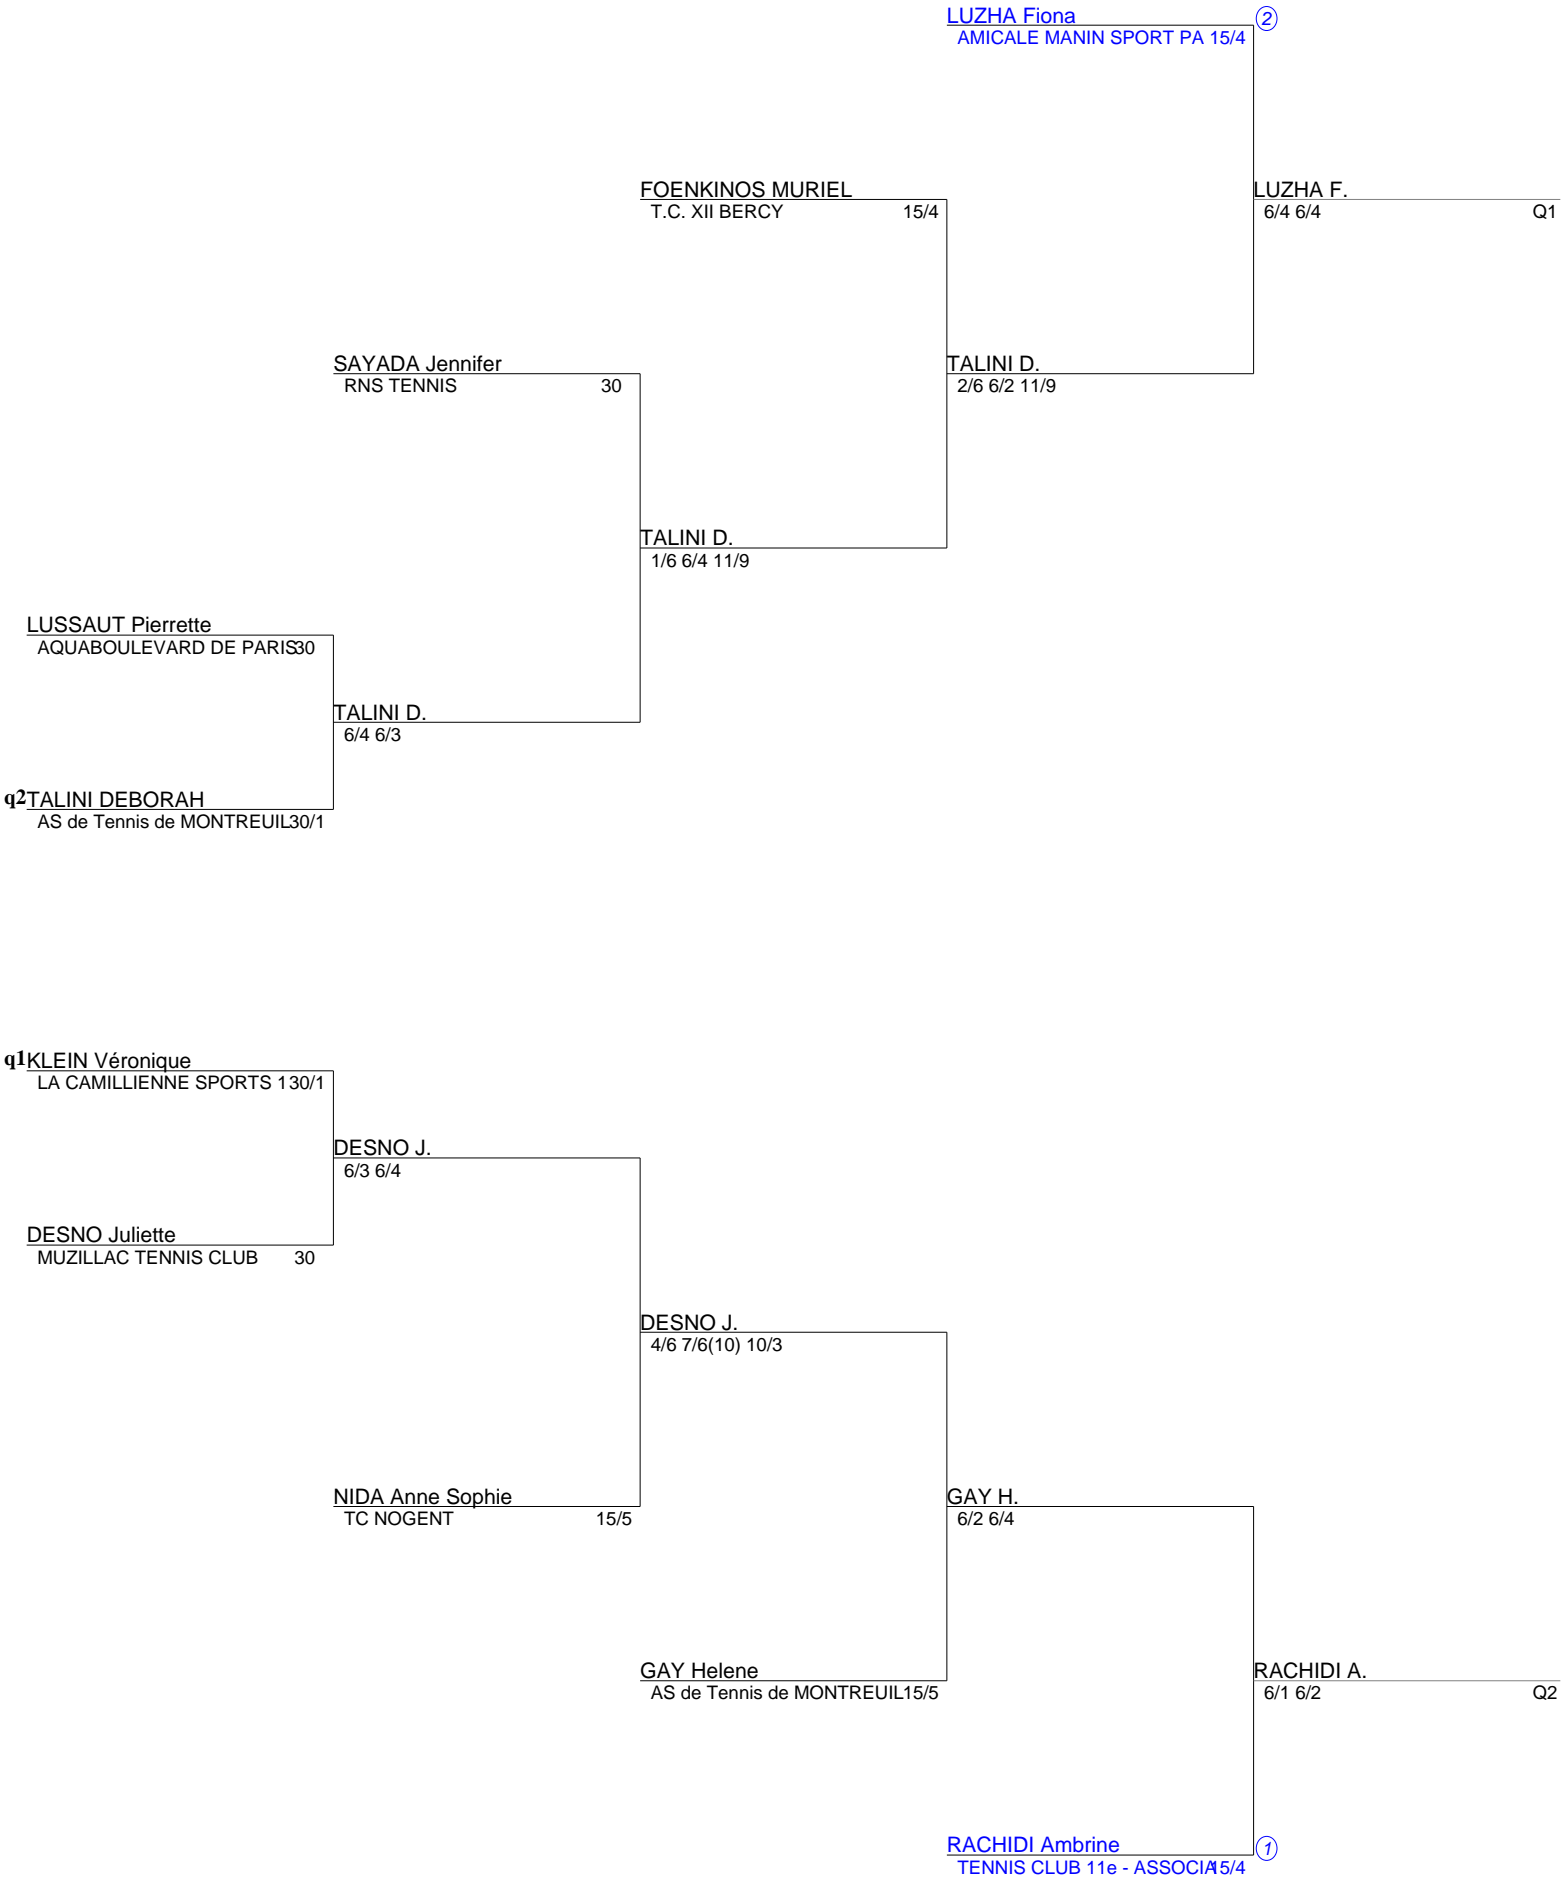 LUZHA Fiona 2
AMICALE MANIN SPORT PA 15/4
FOENKINOS MURIEL
T.C. XII BERCY 15/4
LUZHA F.
6/4 6/4 Q1
SAYADA Jennifer
RNS TENNIS 30
TALINI D.
2/6 6/2 11/9
TALINI D.
1/6 6/4 11/9
LUSSAUT Pierrette
AQUABOULEVARD DE PARIS 30
TALINI D.
6/4 6/3
q2 TALINI DEBORAH
AS de Tennis de MONTREUIL 30/1
q1 KLEIN Véronique
LA CAMILLIENNE SPORTS 1 30/1
DESNO J.
6/3 6/4
DESNO Juliette
MUZILLAC TENNIS CLUB 30
DESNO J.
4/6 7/6(10) 10/3
NIDA Anne Sophie
TC NOGENT 15/5
GAY H.
6/2 6/4
GAY Helene
AS de Tennis de MONTREUIL 15/5
RACHIDI A.
6/1 6/2 Q2
RACHIDI Ambrine 1
TENNIS CLUB 11e - ASSOCIA 15/4